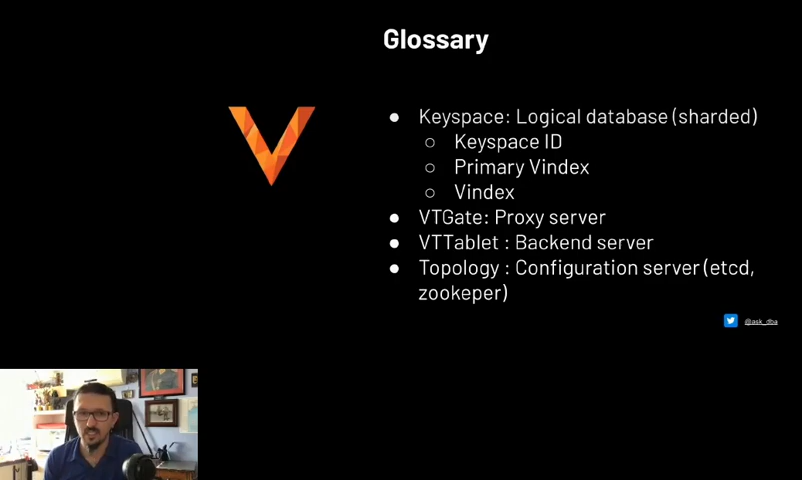 Glossary
● Keyspace: Logical database (sharded)
○ Keyspace ID
○ Primary Vindex
○ Vindex
● VTGate: Proxy server
● VTTablet : Backend server
● Topology : Configuration server (etcd,
zookeper)
@ask_dba